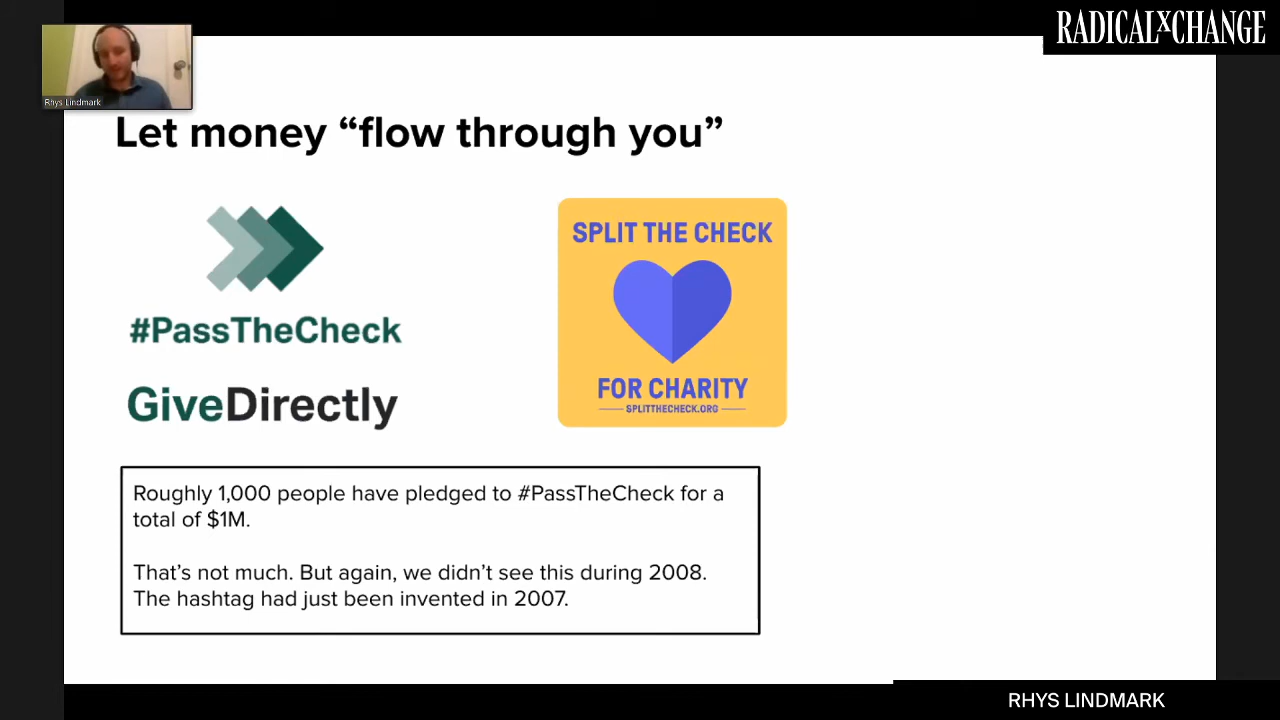 RADICALXCHANGE
Rhys Lindmark
Let money “flow through you”
#PassTheCheck
GiveDirectly
SPLIT THE CHECK
FOR CHARITY
SPLITTHECHECK.ORG
Roughly 1,000 people have pledged to #PassTheCheck for a
total of $1M.
That’s not much. But again, we didn’t see this during 2008.
The hashtag had just been invented in 2007.
RHYS LINDMARK